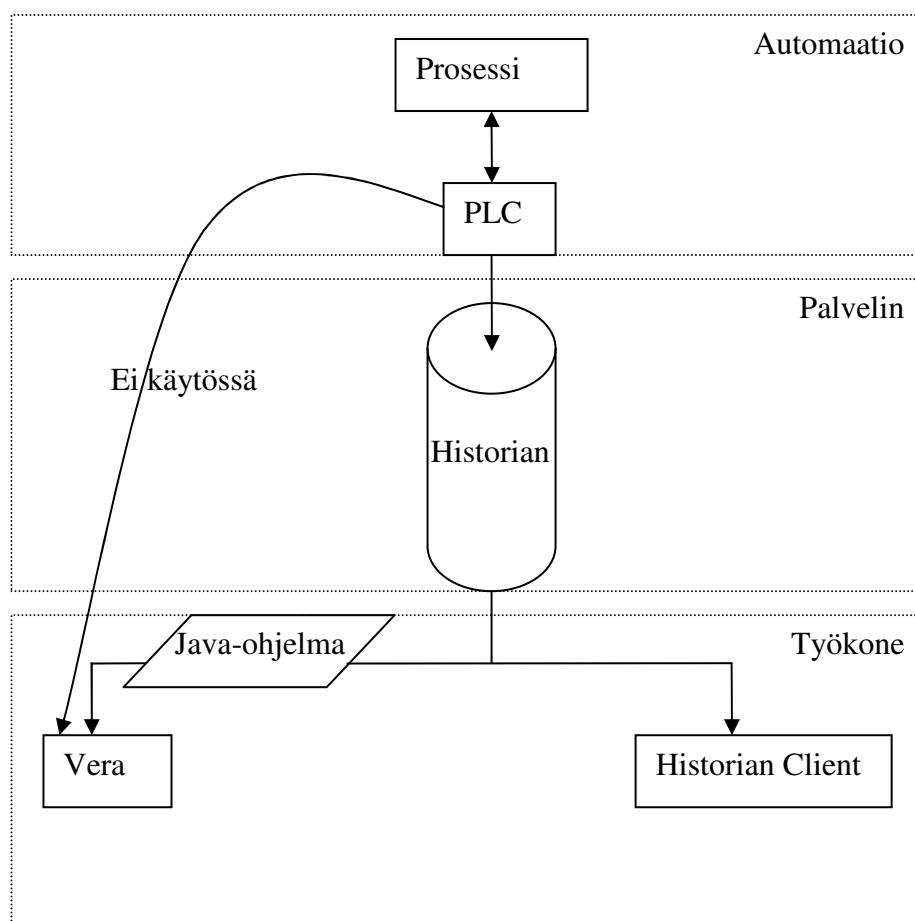 Automaatio
Prosessi
PLC
Palvelin
Ei käytössä
Historian
Java-ohjelma
Työkone
Vera
Historian Client